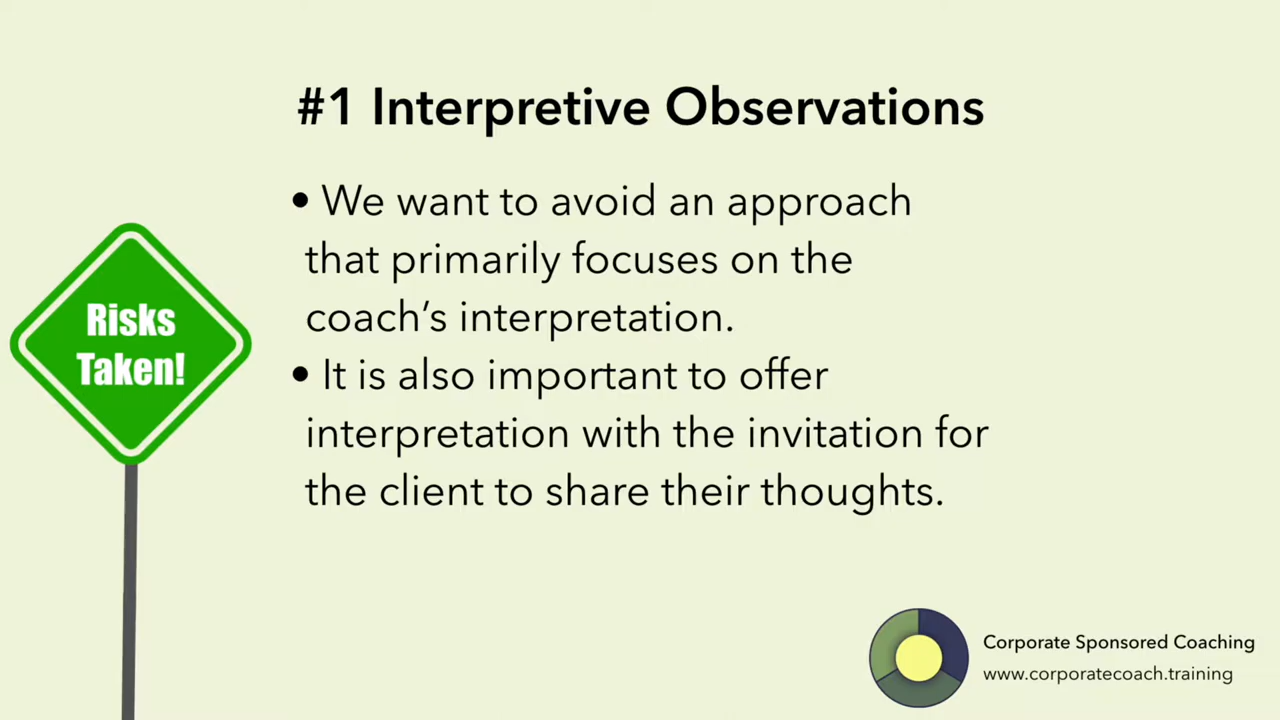 #1 Interpretive Observations
• We want to avoid an approach
that primarily focuses on the
coach’s interpretation.
• It is also important to offer
interpretation with the invitation for
the client to share their thoughts.
Risks
Taken!
Corporate Sponsored Coaching
www.corporatecoach.training